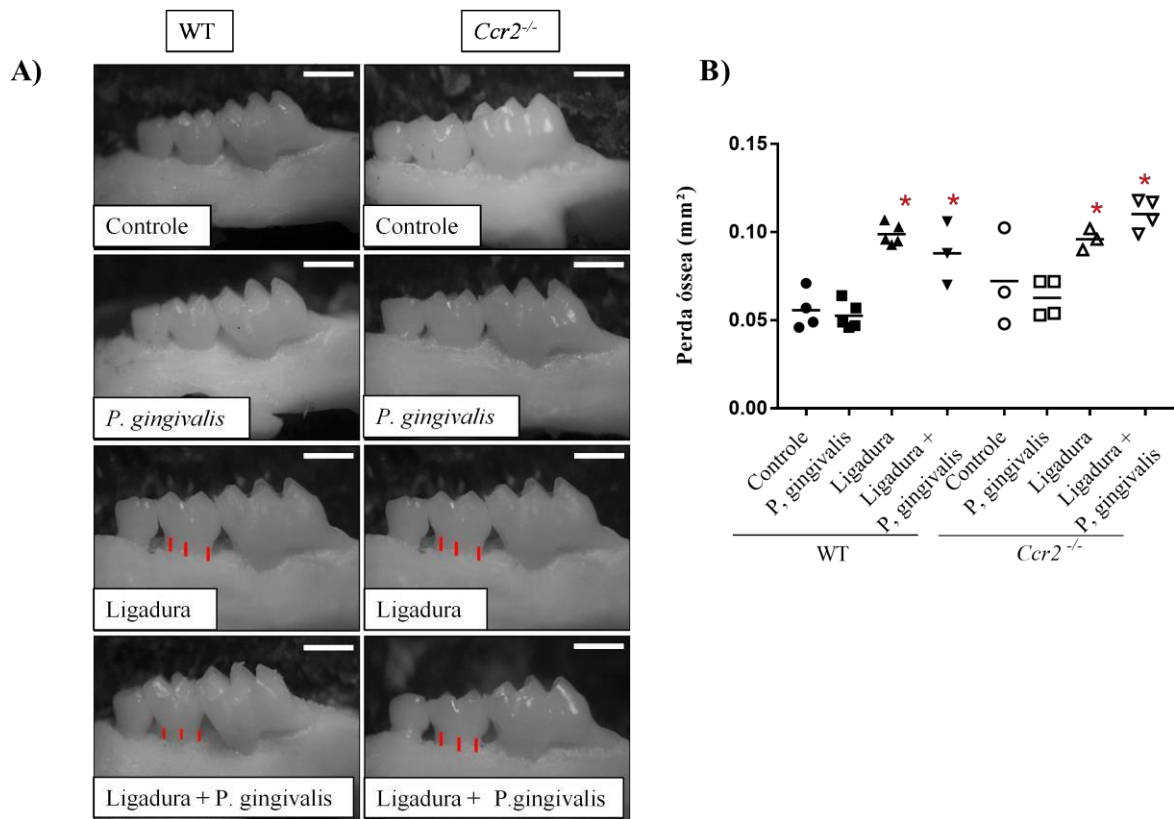 WT
Ccr2-/-
A)
Controle
Controle
P. gingivalis
P. gingivalis
Ligadura
Ligadura
Ligadura + P. gingivalis
Ligadura + P.gingivalis
B)
Perda óssea (mm²)
0.15
0.10
0.05
0.00
* * * *
Controle
P, gingivalis
Ligadura
Ligadura +
P, gingivalis
Controle
P, gingivalis
Ligadura
Ligadura +
P, gingivalis
WT
Ccr2 -/-